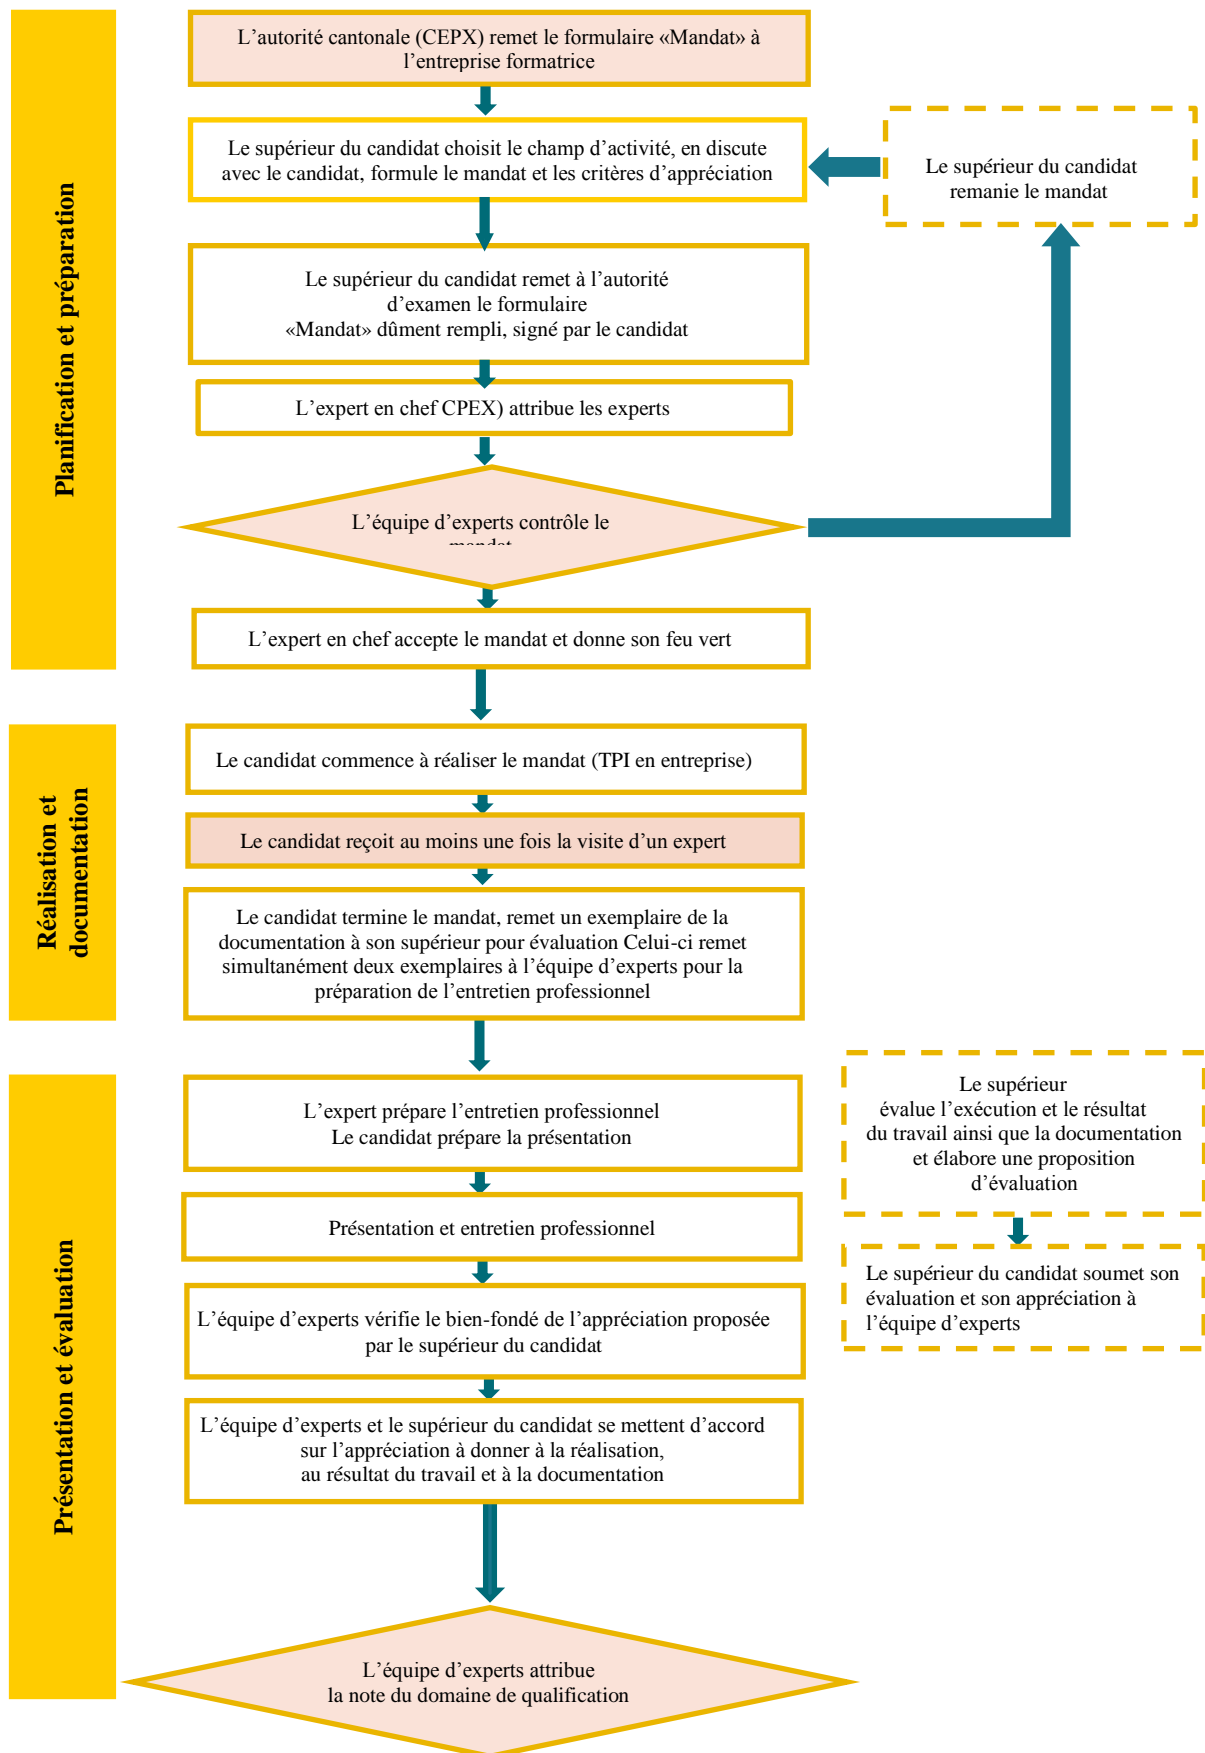 Planification et préparation
L'autorité cantonale (CEPX) remet le formulaire «Mandat» à
l'entreprise formatrice
Le supérieur du candidat choisit le champ d'activité, en discute
avec le candidat, formule le mandat et les critères d'appréciation
Le supérieur du candidat
remanie le mandat
Le supérieur du candidat remet à l'autorité
d'examen le formulaire
«Mandat» dûment rempli, signé par le candidat
L'expert en chef CPEX) attribue les experts
L'équipe d'experts contrôle le
mandat
L'expert en chef accepte le mandat et donne son feu vert
Réalisation et
documentation
Le candidat commence à réaliser le mandat (TPI en entreprise)
Le candidat reçoit au moins une fois la visite d'un expert
Le candidat termine le mandat, remet un exemplaire de la
documentation à son supérieur pour évaluation Celui-ci remet
simultanément deux exemplaires à l'équipe d'experts pour la
préparation de l'entretien professionnel
Présentation et évaluation
L'expert prépare l'entretien professionnel
Le candidat prépare la présentation
Le supérieur
évalue l'exécution et le résultat
du travail ainsi que la documentation
et élabore une proposition
d'évaluation
Présentation et entretien professionnel
Le supérieur du candidat soumet son
évaluation et son appréciation à
l'équipe d'experts
L'équipe d'experts vérifie le bien-fondé de l'appréciation proposée
par le supérieur du candidat
L'équipe d'experts et le supérieur du candidat se mettent d'accord
sur l'appréciation à donner à la réalisation,
au résultat du travail et à la documentation
L'équipe d'experts attribue
la note du domaine de qualification